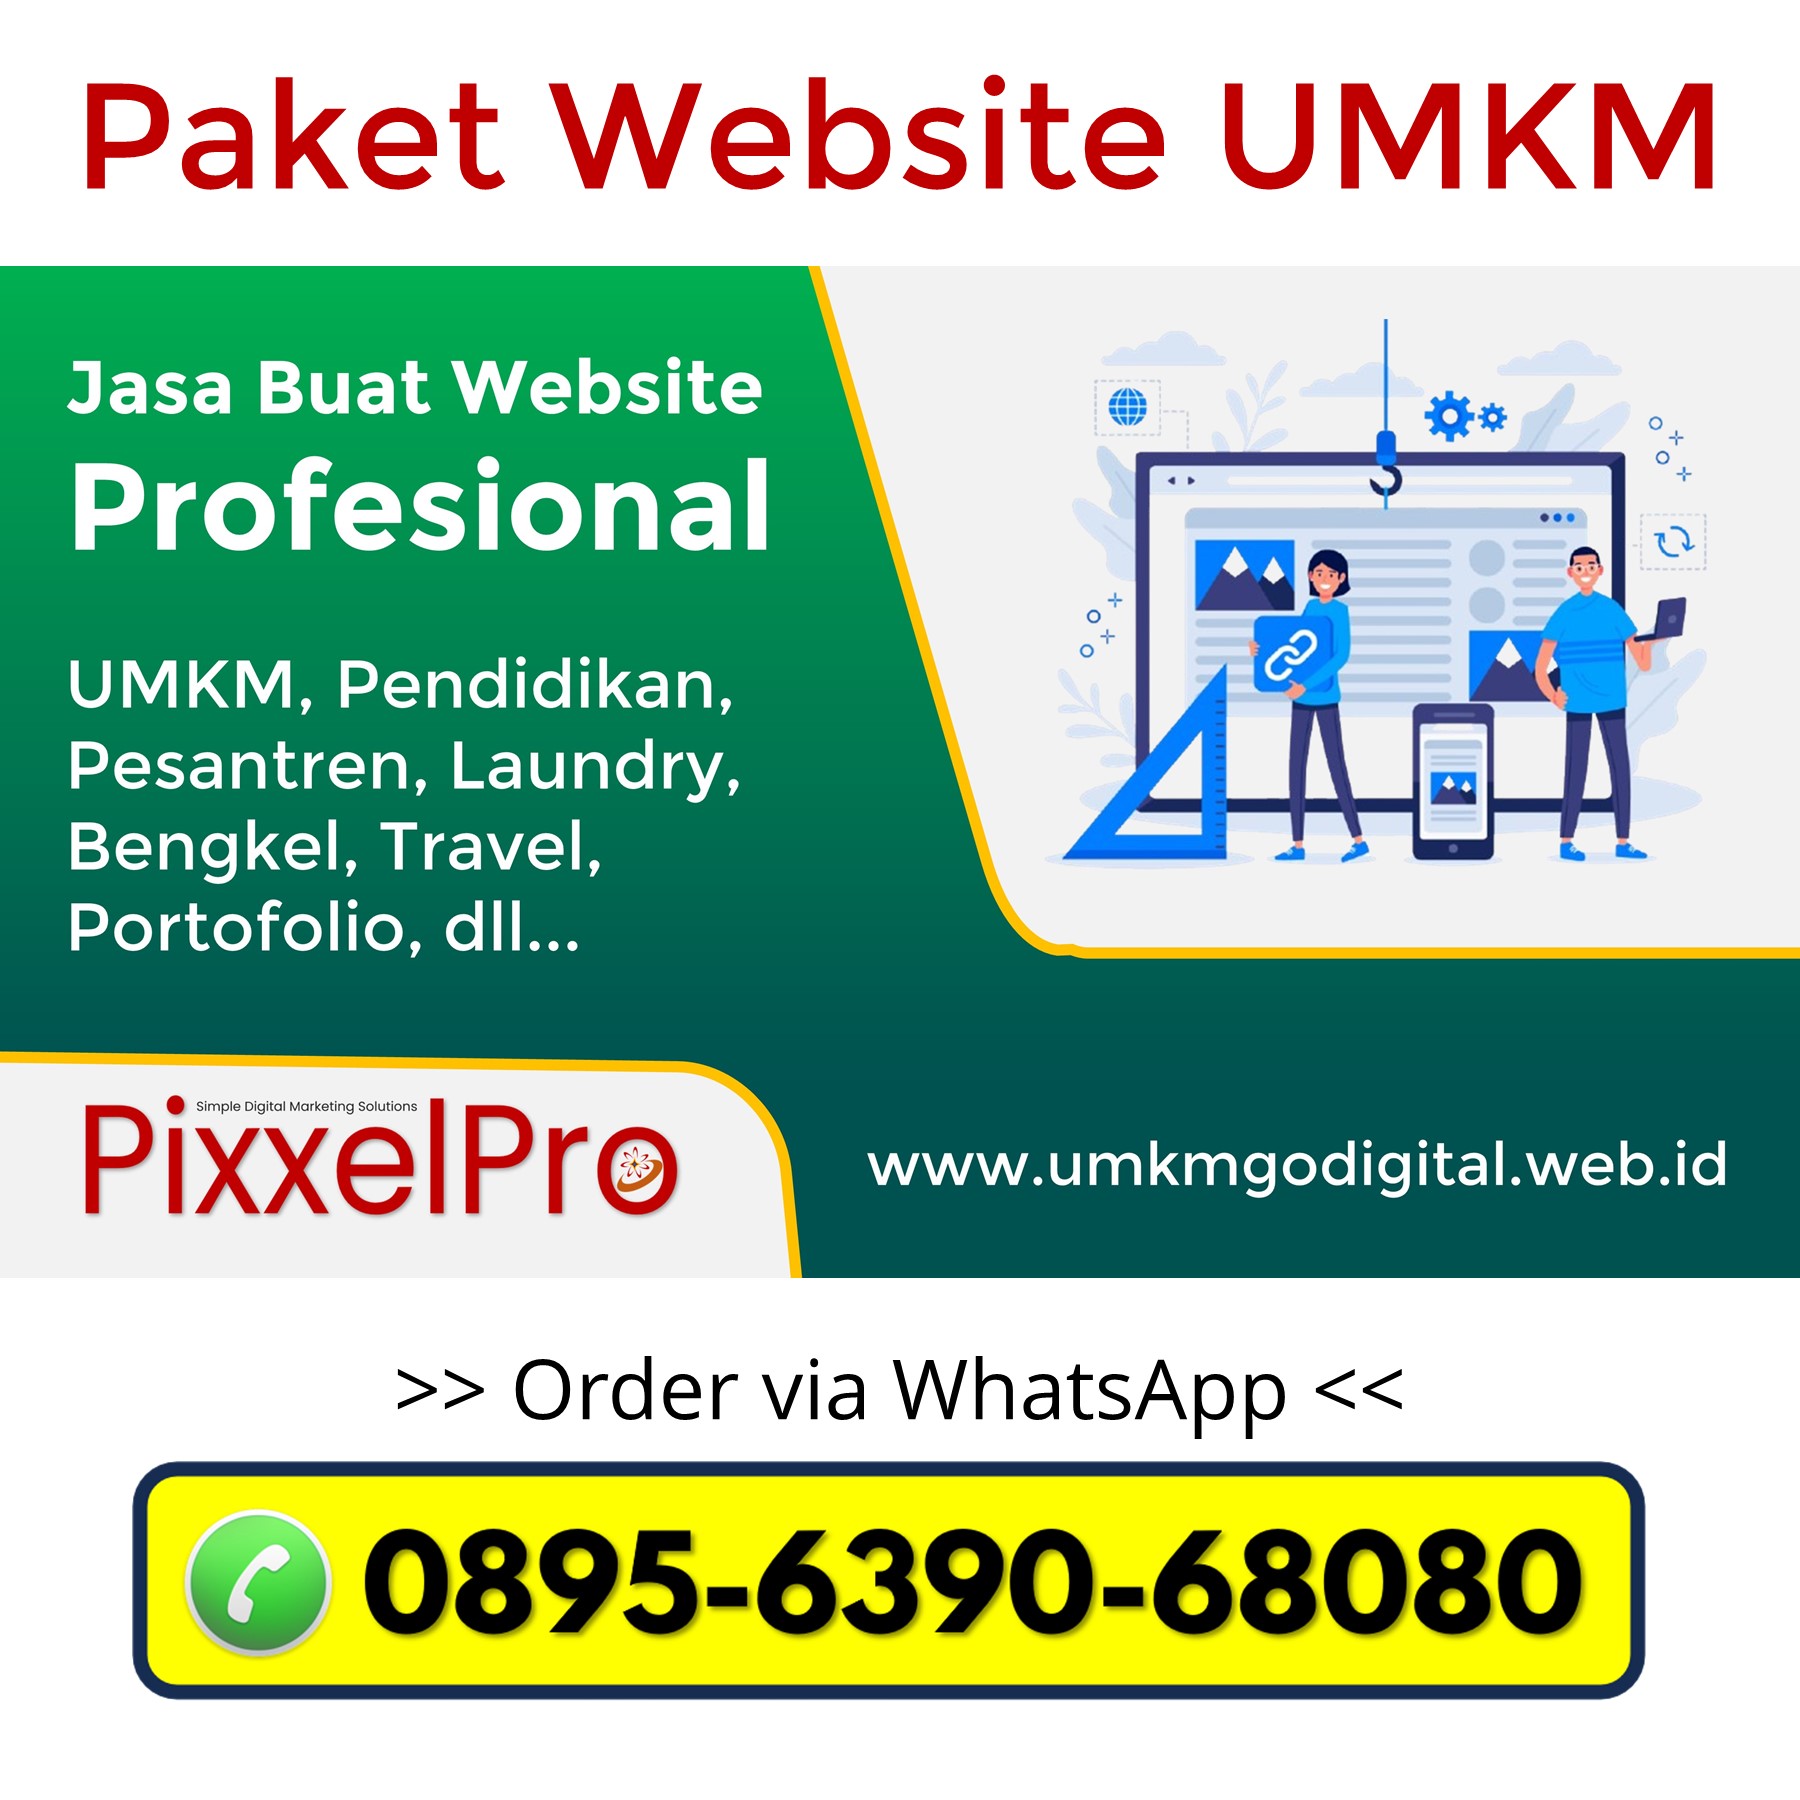 Paket Website UMKM
Jasa Buat Website
Profesional
UMKM, Pendidikan,
Pesantren, Laundry,
Bengkel, Travel,
Portofolio, dll...
Simple Digital Marketing Solutions
PixxelPro
www.umkmgodigital.web.id
>> Order via WhatsApp <<
0895-6390-68080